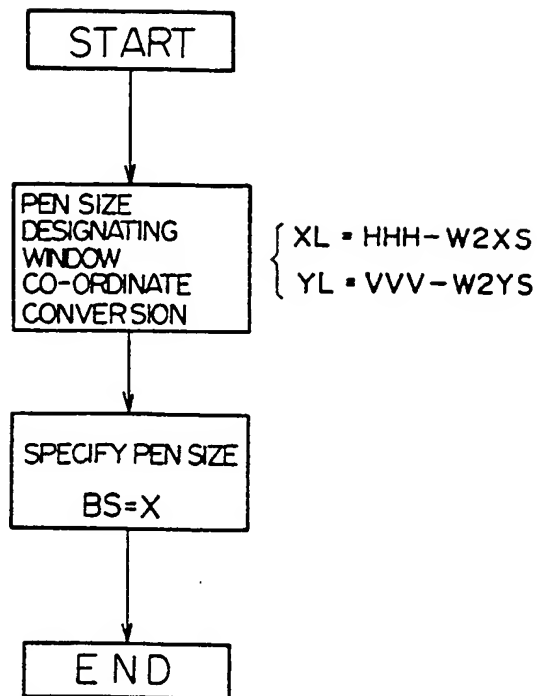 START
PEN SIZE
DESIGNATING
WINDOW
CO-ORDINATE
CONVERSION
XL = HHH-W2XS
YL = VVV-W2YS
SPECIFY PEN SIZE
BS=X
END